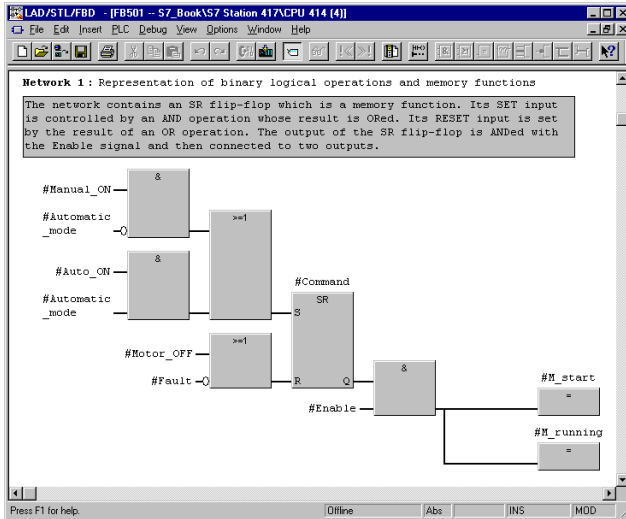 LAD/STL/FBD - [FB501 -- S7_Book\S7 Station 417\CPU 414 (4)]
File Edit Insert PLC Debug View Options Window Help
Network 1 : Representation of binary logical operations and memory functions
The network contains an SR flip-flop which is a memory function. Its SET input
is controlled by an AND operation whose result is ORed. Its RESET input is set
by the result of an OR operation. The output of the SR flip-flop is ANDed with
the Enable signal and then connected to two outputs.
&
#Manual_ON
#Automatic
_mode
>=1
&
#Auto_ON
#Automatic
_mode
#Command
SR
S
>=1
#Motor_OFF
#Fault
R Q
&
#Enable
#M_start
=
#M_running
=
Press F1 for help.
Offline
Abs
INS
MOD